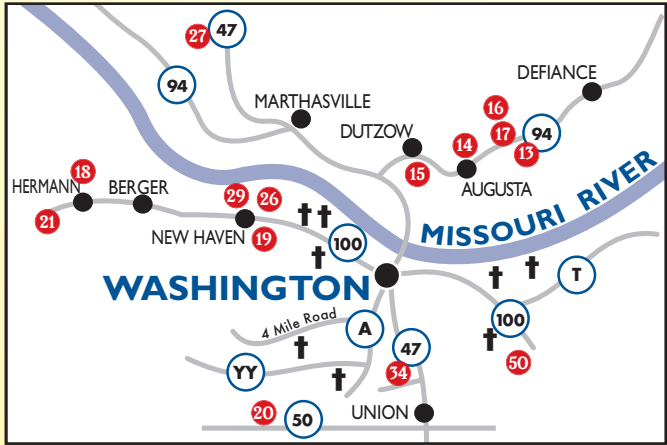 27
47
94
MARTHASVILLE
DEFIANCE
16
DUTZOW
14
17
94
13
15
AUGUSTA
18
HERMANN
BERGER
29
26
21
NEW HAVEN
19
100
MISSOURI RIVER
WASHINGTON
T
4 Mile Road
A
100
47
YY
34
50
20
50
UNION